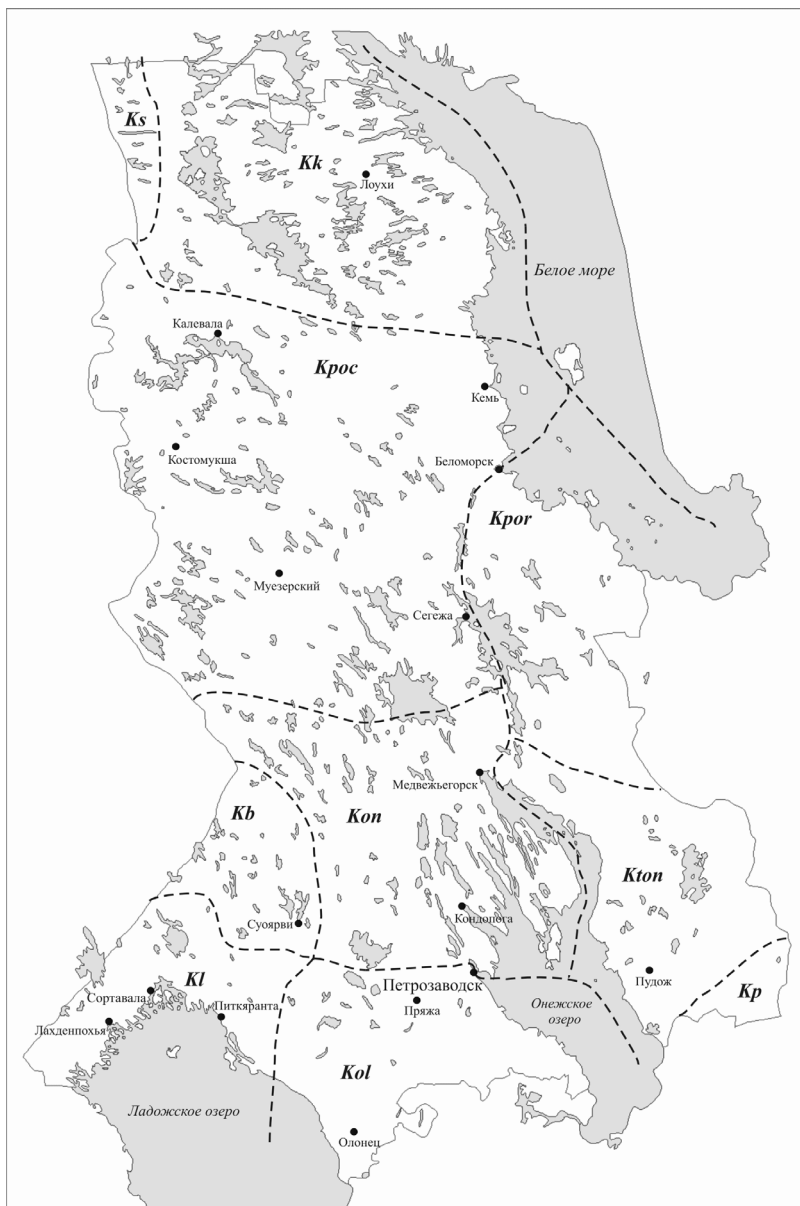 Ks
Kk
Лоухи
Белое море
Калевала
Kpoc
Кемь
Костомукша
Беломорск
Kpor
Муезерский
Сегежа
Медвежьегорск
Kb
Kon
Kton
Кондопога
Суоярви
Kl
Петрозаводск
Пудож
Kp
Сортавала
Питкяранта
Пряжа
Онежское
озеро
Лахденпохья
Kol
Ладожское озеро
Олонец